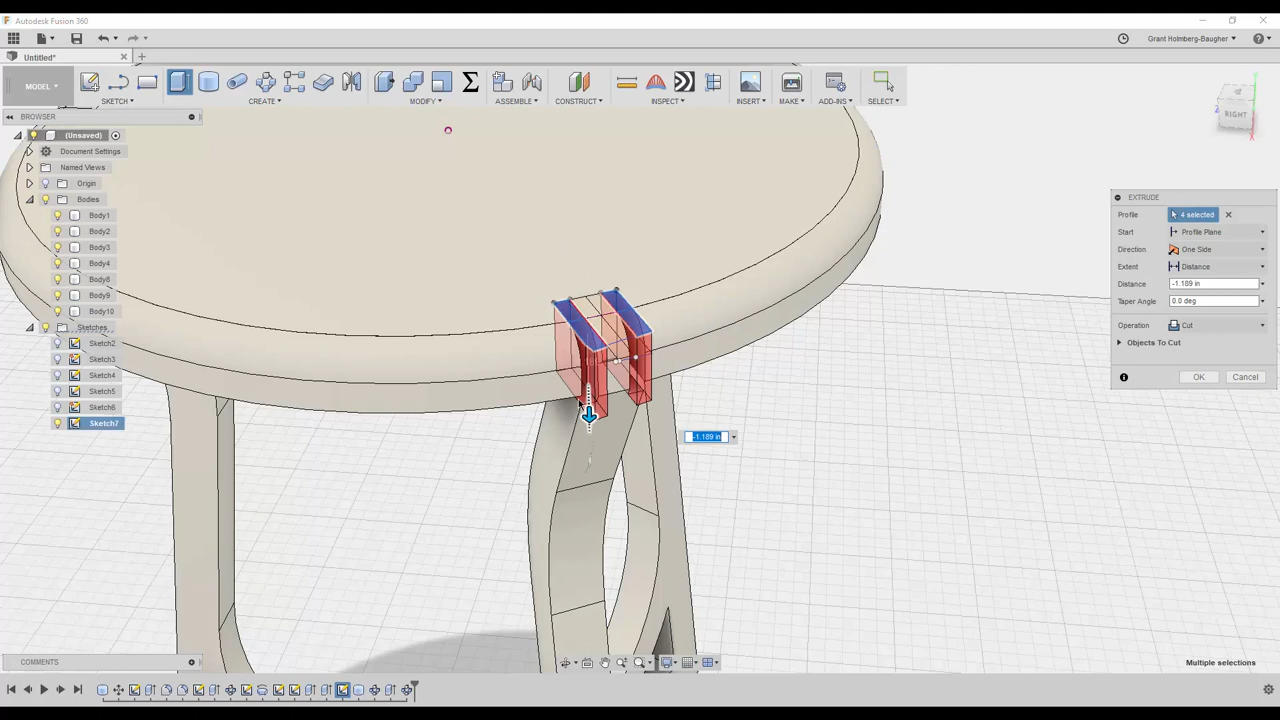 Autodesk Fusion 360
Grant Holmberg-Baugher
Untitled*
MODEL
SKETCH
CREATE
MODIFY
ASSEMBLE
CONSTRUCT
INSPECT
INSERT
MAKE
ADD-INS
SELECT
BROWSER
(Unsaved)
Document Settings
Named Views
Origin
Bodies
Body1
Body2
Body3
Body4
Body8
Body9
Body10
Sketches
Sketch2
Sketch3
Sketch4
Sketch5
Sketch6
Sketch7
RIGHT
EXTRUDE
Profile 4 selected
Start Profile Plane
Direction One Side
Extent Distance
Distance -1.189 in
Taper Angle 0.0 deg
Operation Cut
Objects To Cut
OK Cancel
-1.189 in
COMMENTS
Multiple selections